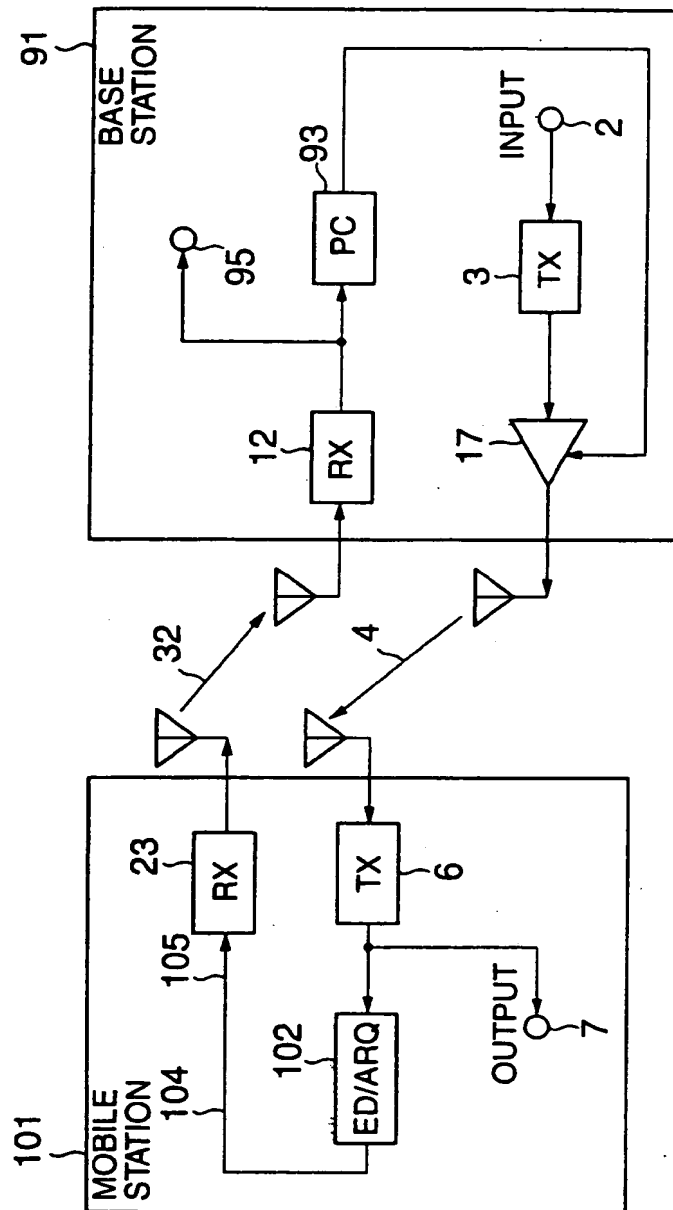 101
MOBILE
STATION
104
105
23
RX
102
ED/ARQ
TX
6
OUTPUT
7
32
4
91
BASE
STATION
95
12
RX
93
PC
17
3
TX
INPUT
2